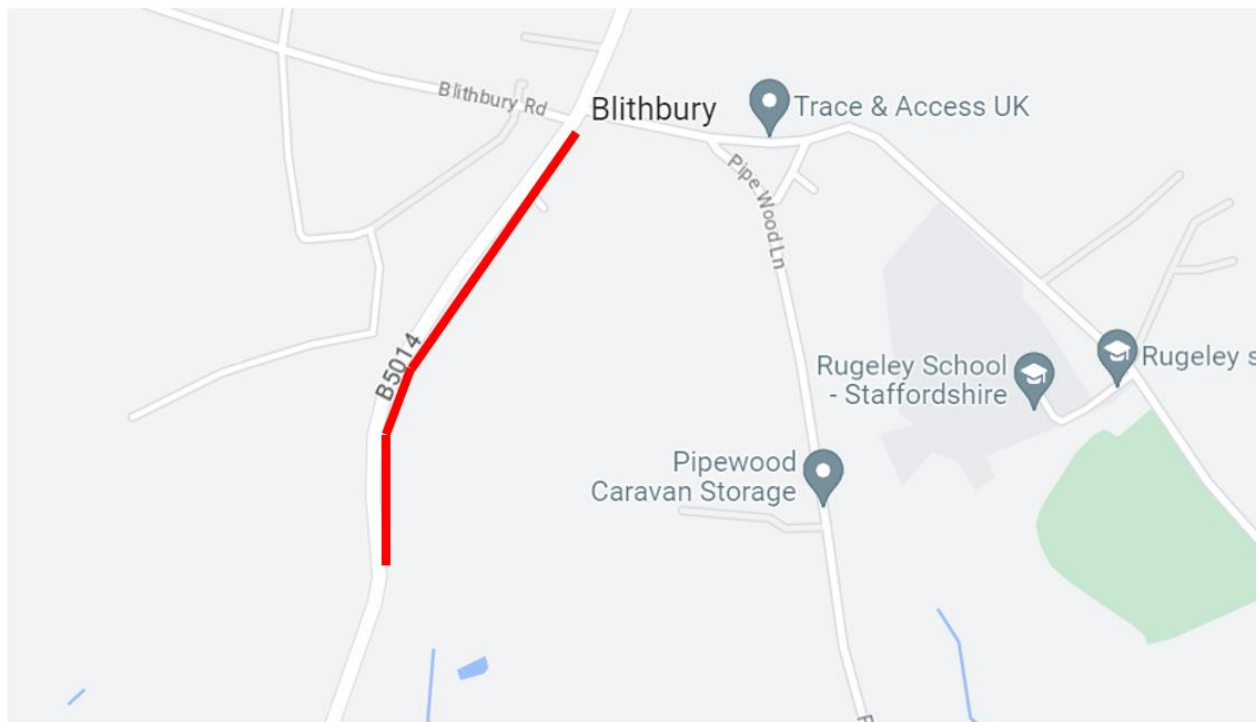 Blithbury Rd
Blithbury
Trace & Access UK
Pipe Wood Ln
B5014
Rugeley School
- Staffordshire
Rugeley s
Pipewood
Caravan Storage